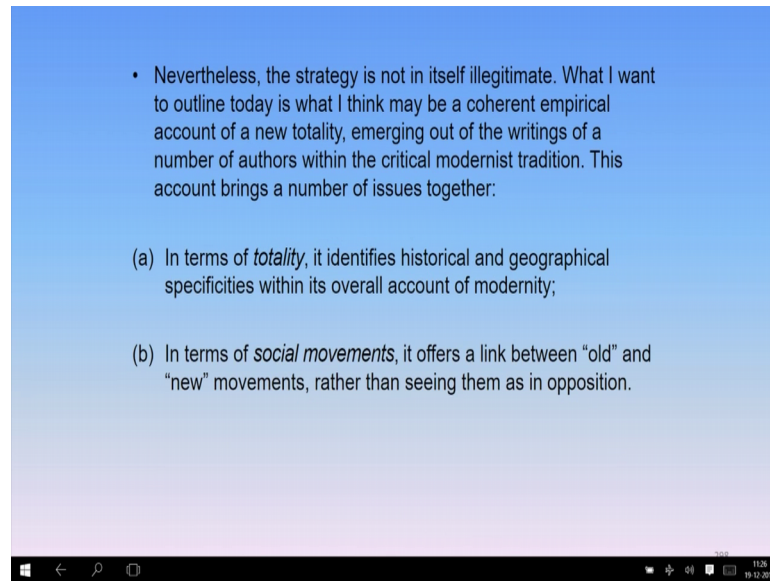 • Nevertheless, the strategy is not in itself illegitimate. What I want
to outline today is what I think may be a coherent empirical
account of a new totality, emerging out of the writings of a
number of authors within the critical modernist tradition. This
account brings a number of issues together:
(a) In terms of totality, it identifies historical and geographical
specificities within its overall account of modernity;
(b) In terms of social movements, it offers a link between “old” and
“new” movements, rather than seeing them as in opposition.
11:26